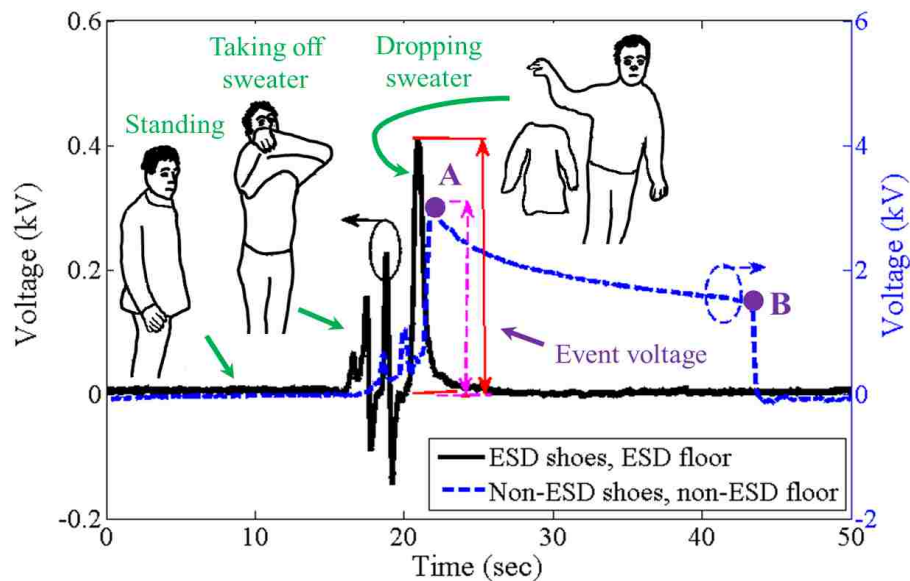 0.6
0.4
0.2
0
-0.2
Voltage (kV)
6
4
2
0
-2
Voltage (kV)
0
10
20
30
40
50
Time (sec)
Standing
Taking off
sweater
Dropping
sweater
A
B
Event voltage
ESD shoes, ESD floor
Non-ESD shoes, non-ESD floor